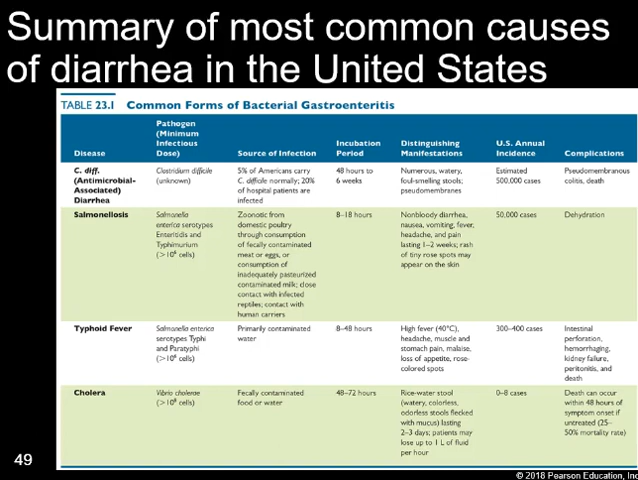 Summary of most common causes
of diarrhea in the United States
TABLE 23.1 Common Forms of Bacterial Gastroenteritis
Disease
Pathogen
(Minimum
Infectious
Dose)
Source of Infection
Incubation
Period
Distinguishing
Manifestations
U.S. Annual
Incidence
Complications
C. diff.
(Antimicrobial-
Associated)
Diarrhea
Clostridium difficile
(unknown)
5% of Americans carry
C. difficile normally; 20%
of hospital patients are
infected
48 hours to
6 weeks
Numerous, watery,
foul-smelling stools;
pseudomembranes
Estimated
500,000 cases
Pseudomembranous
colitis, death
Salmonellosis
Salmonella
enterica serotypes
Enteritidis and
Typhimurium
(>10⁶ cells)
Zoonotic from
domestic poultry
through consumption
of fecally contaminated
meat or eggs, or
consumption of
inadequately pasteurized
contaminated milk; close
contact with infected
reptiles; contact with
human carriers
8–18 hours
Nonbloody diarrhea,
nausea, vomiting, fever,
headache, and pain
lasting 1–2 weeks; rash
of tiny rose spots may
appear on the skin
50,000 cases
Dehydration
Typhoid Fever
Salmonella enterica
serotypes Typhi
and Paratyphi
(>10⁶ cells)
Primarily contaminated
water
8–48 hours
High fever (40°C),
headache, muscle and
stomach pain, malaise,
loss of appetite, rose-
colored spots
300–400 cases
Intestinal
perforation,
hemorrhaging,
kidney failure,
peritonitis, and
death
Cholera
Vibrio cholerae
(>10⁸ cells)
Fecally contaminated
food or water
48–72 hours
Rice-water stool
(watery, colorless,
odorless stools flecked
with mucus) lasting
2–3 days; patients may
lose up to 1 L of fluid
per hour
0–8 cases
Death can occur
within 48 hours of
symptom onset if
untreated (25–
50% mortality rate)
49
© 2018 Pearson Education, Inc